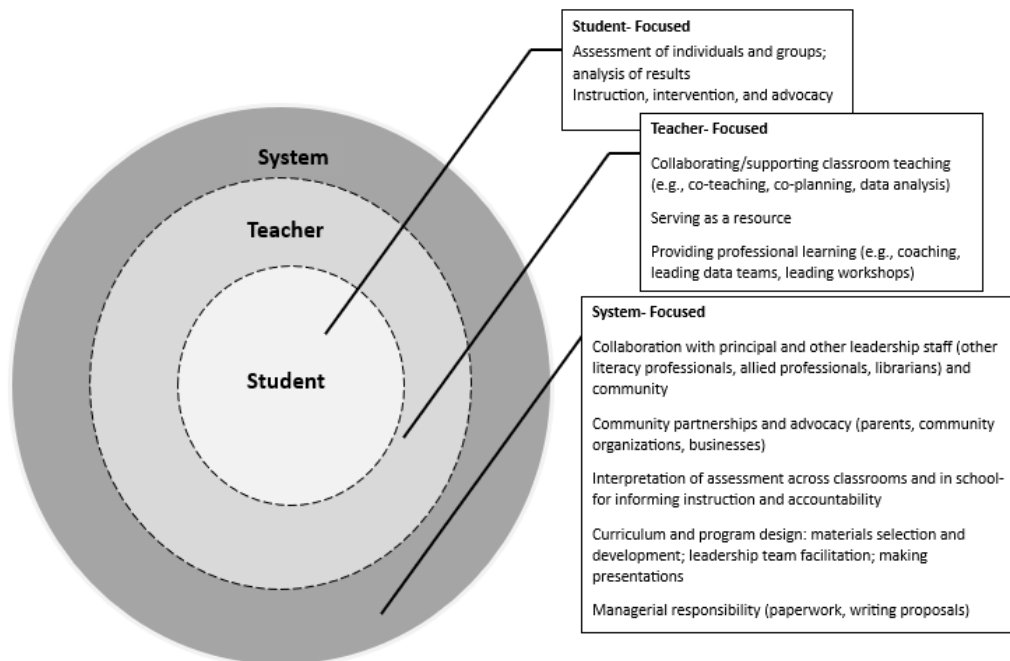 System
Teacher
Student
Student- Focused
Assessment of individuals and groups;
analysis of results
Instruction, intervention, and advocacy
Teacher- Focused
Collaborating/supporting classroom teaching
(e.g., co-teaching, co-planning, data analysis)
Serving as a resource
Providing professional learning (e.g., coaching,
leading data teams, leading workshops)
System- Focused
Collaboration with principal and other leadership staff (other
literacy professionals, allied professionals, librarians) and
community
Community partnerships and advocacy (parents, community
organizations, businesses)
Interpretation of assessment across classrooms and in school-
for informing instruction and accountability
Curriculum and program design: materials selection and
development; leadership team facilitation; making
presentations
Managerial responsibility (paperwork, writing proposals)